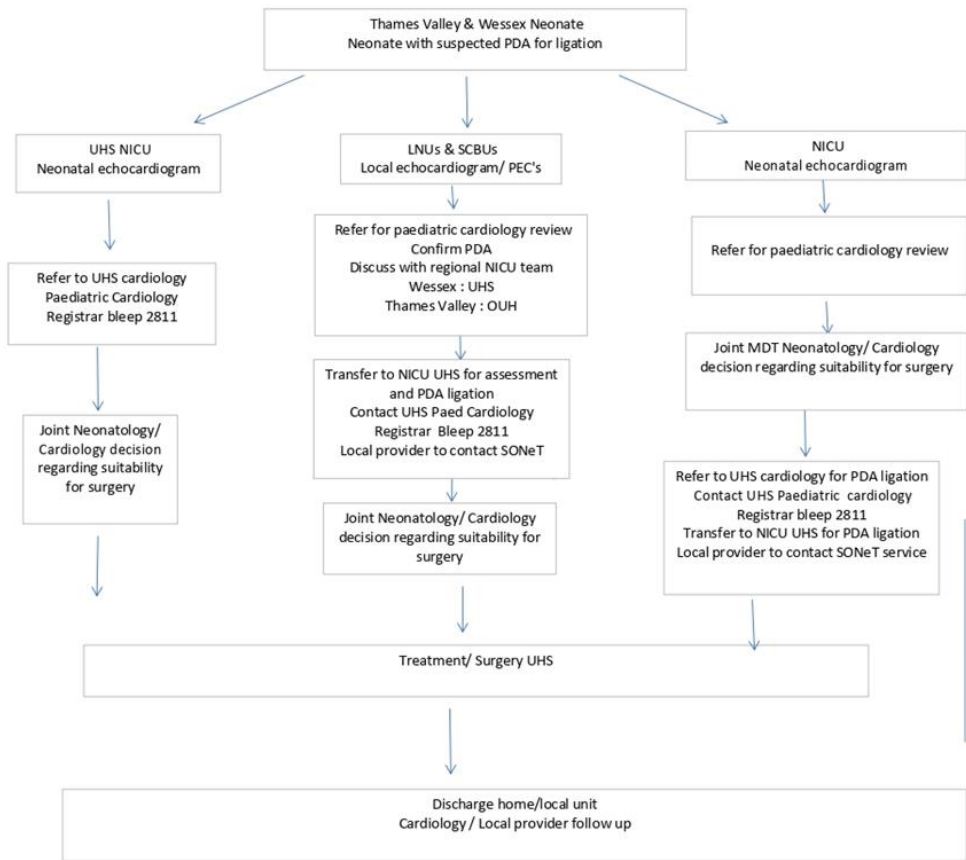 Thames Valley & Wessex Neonate
Neonate with suspected PDA for ligation
UHS NICU
Neonatal echocardiogram
LNUs & SCBUs
Local echocardiogram/ PEC's
NICU
Neonatal echocardiogram
Refer to UHS cardiology
Paediatric Cardiology
Registrar bleep 2811
Refer for paediatric cardiology review
Confirm PDA
Discuss with regional NICU team
Wessex : UHS
Thames Valley : OUH
Refer for paediatric cardiology review
Joint Neonatology/
Cardiology decision
regarding suitability
for surgery
Transfer to NICU UHS for assessment
and PDA ligation
Contact UHS Paed Cardiology
Registrar Bleep 2811
Local provider to contact SONeT
Joint MDT Neonatology/ Cardiology
decision regarding suitability for surgery
Joint Neonatology/ Cardiology
decision regarding suitability for
surgery
Refer to UHS cardiology for PDA ligation
Contact UHS Paediatric cardiology
Registrar bleep 2811
Transfer to NICU UHS for PDA ligation
Local provider to contact SONeT service
Treatment/ Surgery UHS
Discharge home/local unit
Cardiology / Local provider follow up